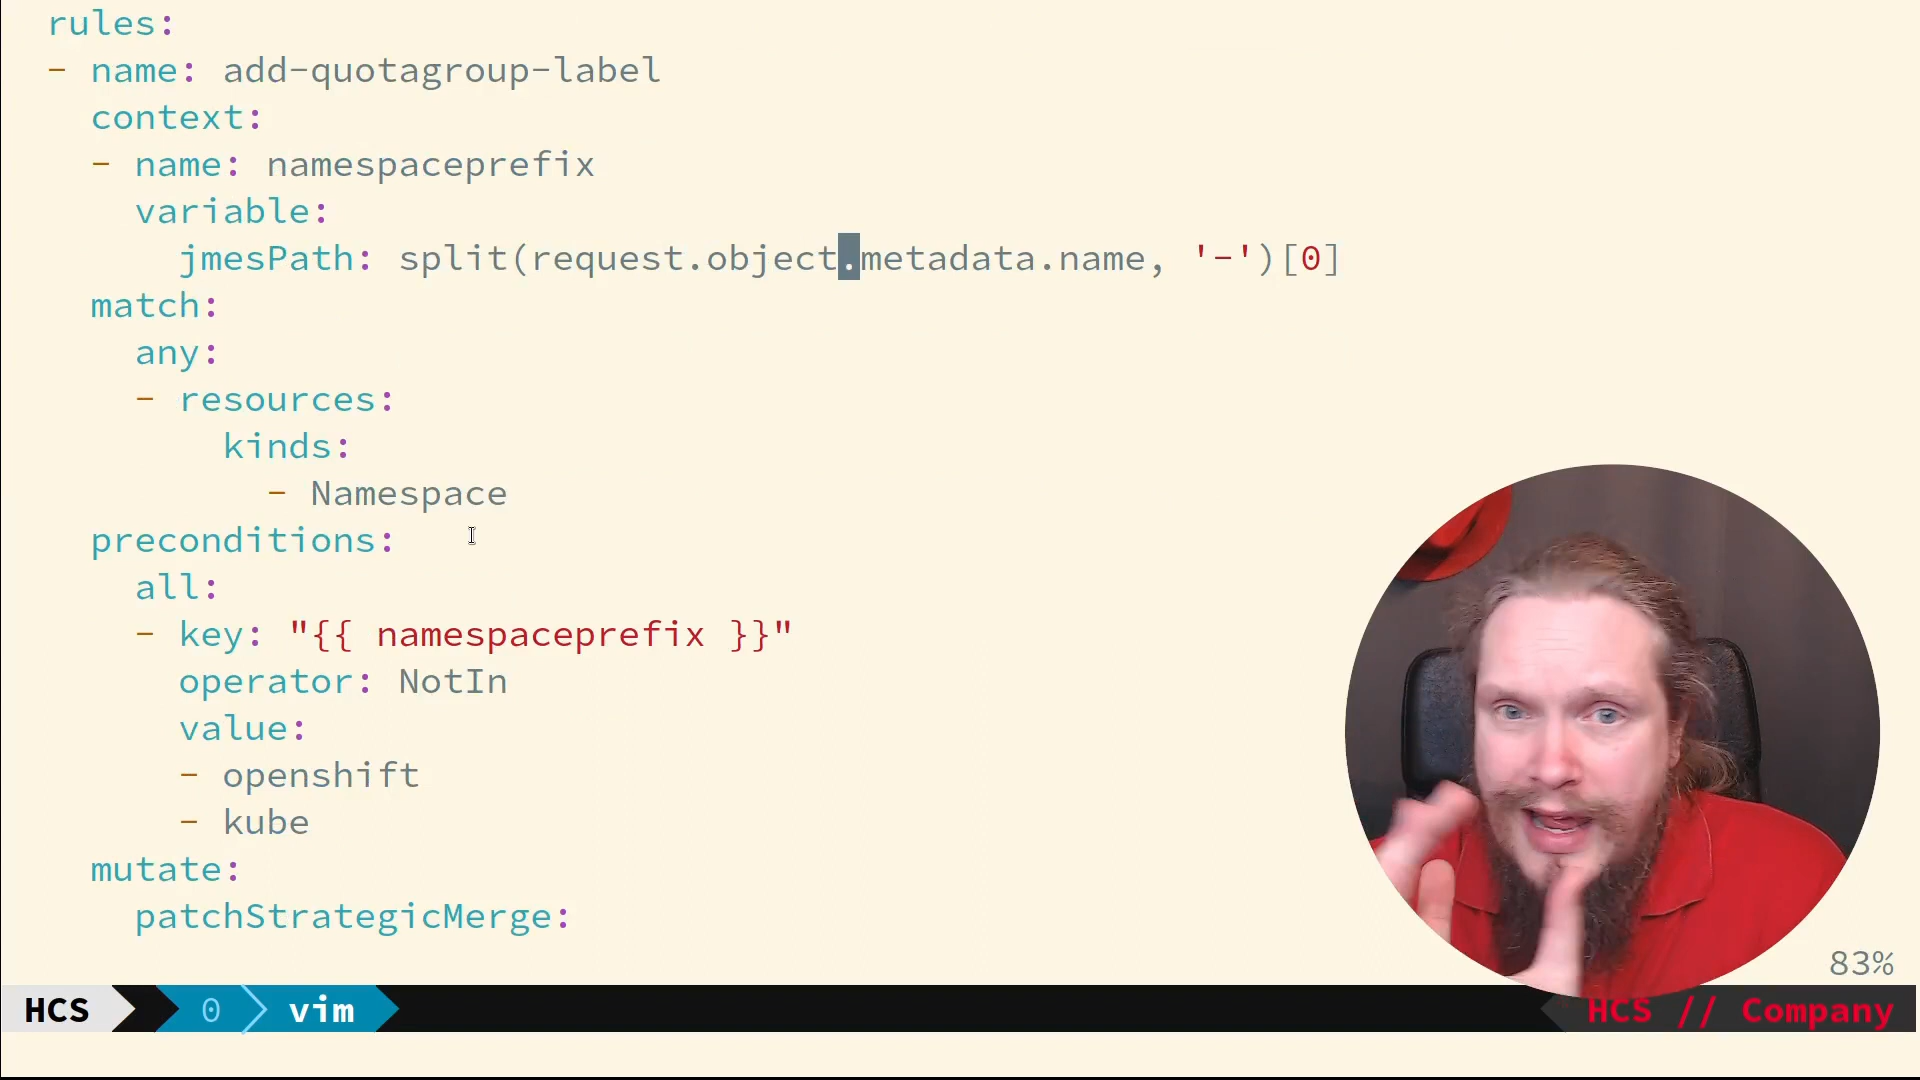 rules:
- name: add-quotagroup-label
context:
- name: namespaceprefix
variable:
jmesPath: split(request.object.metadata.name, '-')[0]
match:
any:
- resources:
kinds:
- Namespace
preconditions:
all:
- key: "{{ namespaceprefix }}"
operator: NotIn
value:
- openshift
- kube
mutate:
patchStrategicMerge:
83%
HCS 0 vim HCS // Company